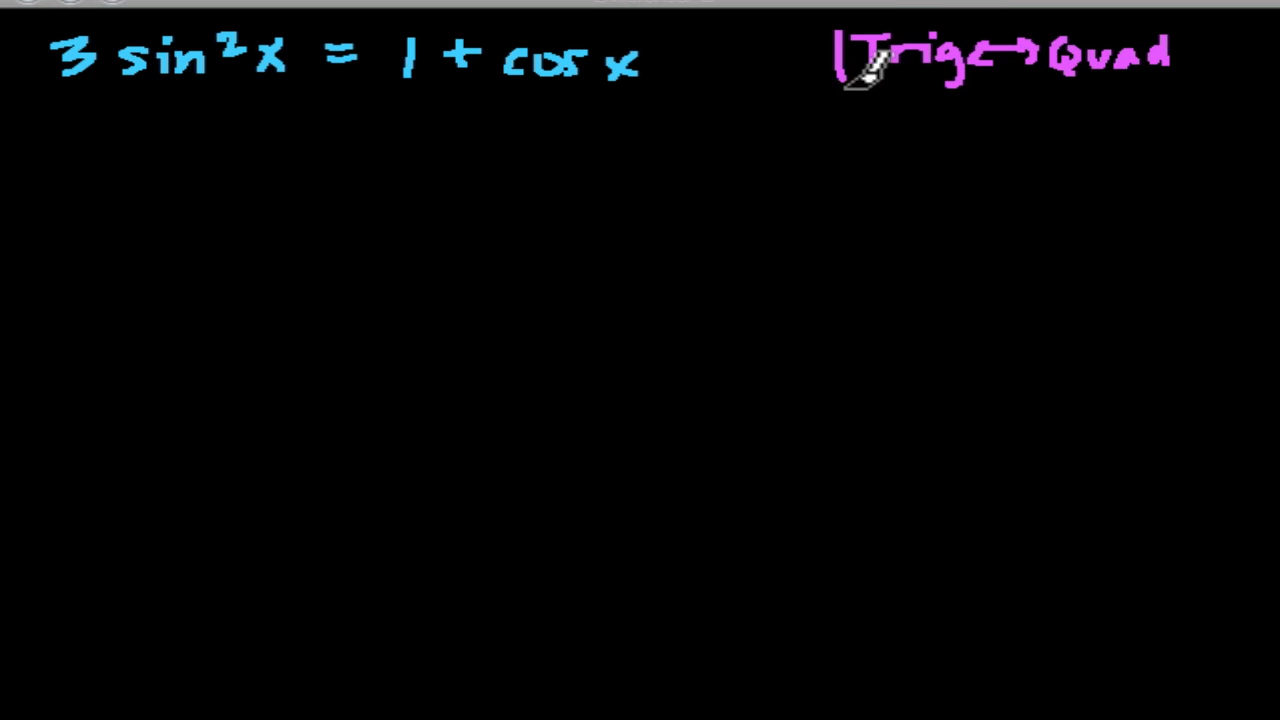 3 sin²x = 1 + cos x
Trig ↔ Quad